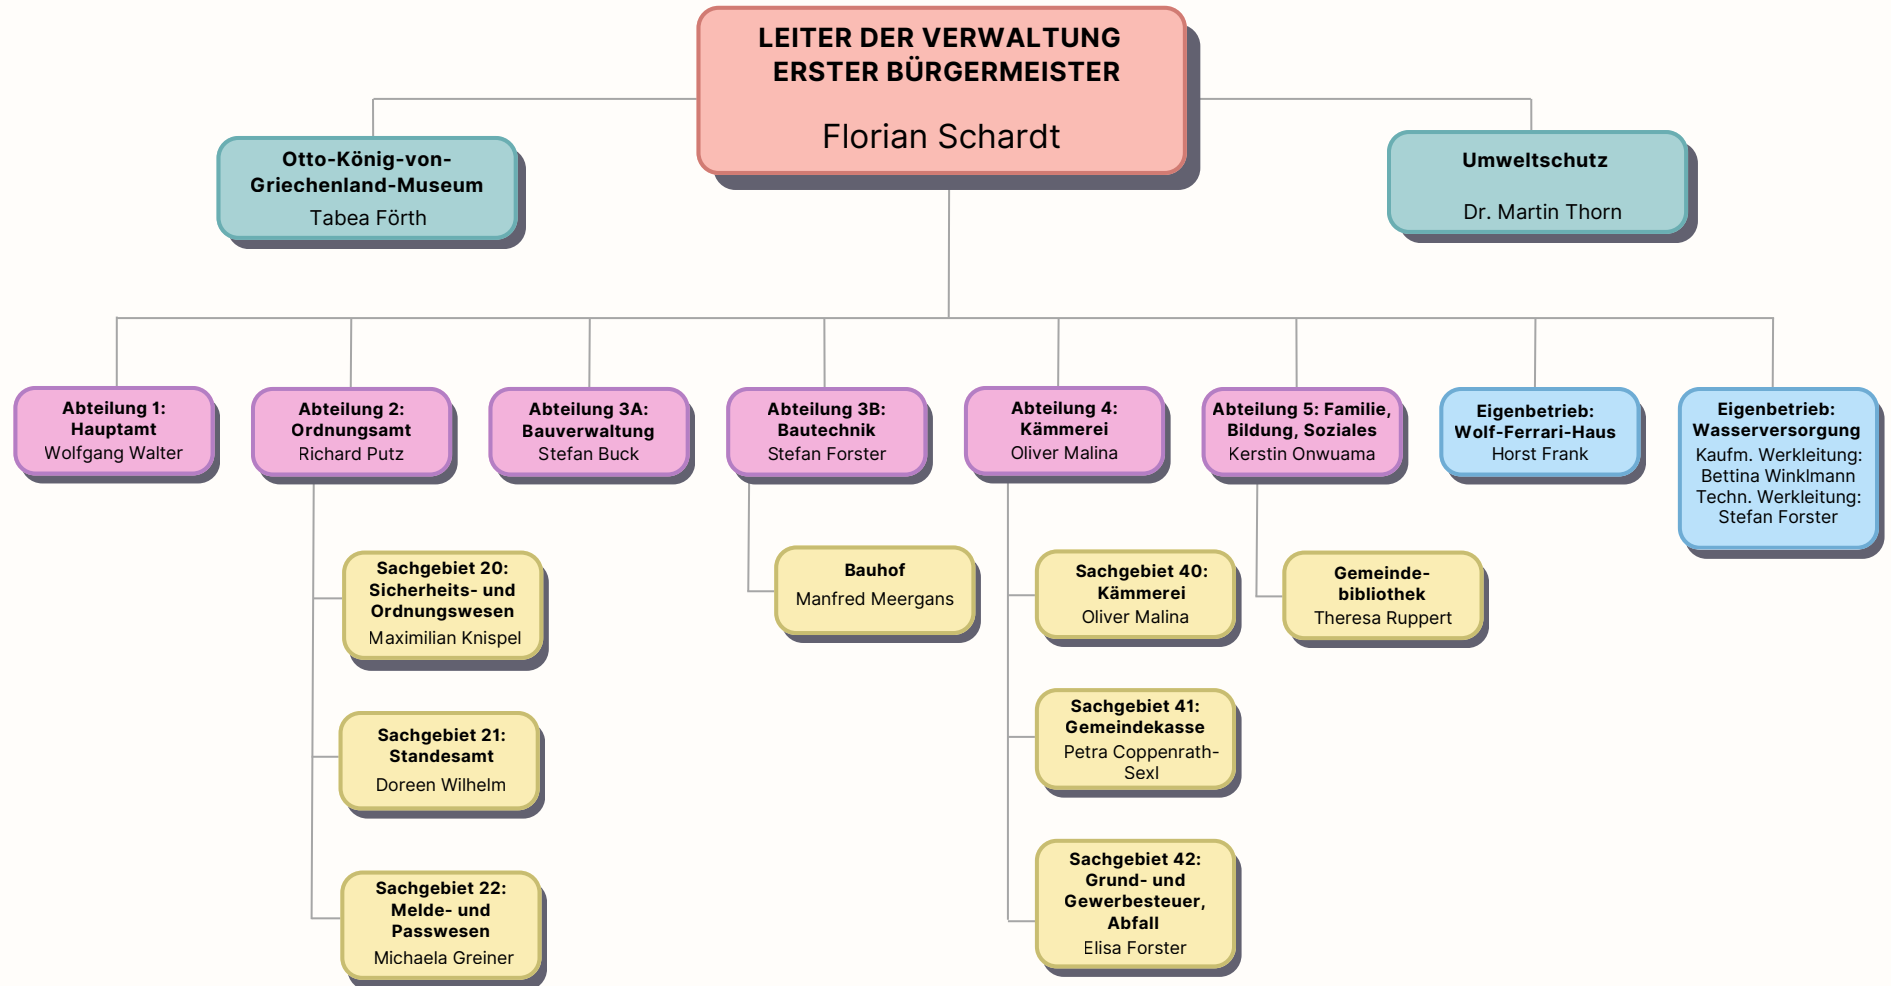 LEITER DER VERWALTUNG
ERSTER BÜRGERMEISTER
Florian Schardt
Otto-König-von-
Griechenland-Museum
Tabea Förth
Umweltschutz
Dr. Martin Thorn
Abteilung 1:
Hauptamt
Wolfgang Walter
Abteilung 2:
Ordnungsamt
Richard Putz
Abteilung 3A:
Bauverwaltung
Stefan Buck
Abteilung 3B:
Bautechnik
Stefan Forster
Abteilung 4:
Kämmerei
Oliver Malina
Abteilung 5: Familie,
Bildung, Soziales
Kerstin Onwuama
Eigenbetrieb:
Wolf-Ferrari-Haus
Horst Frank
Eigenbetrieb:
Wasserversorgung
Kaufm. Werkleitung:
Bettina Winklmann
Techn. Werkleitung:
Stefan Forster
Sachgebiet 20:
Sicherheits- und
Ordnungswesen
Maximilian Knispel
Sachgebiet 21:
Standesamt
Doreen Wilhelm
Sachgebiet 22:
Melde- und
Passwesen
Michaela Greiner
Bauhof
Manfred Meergans
Sachgebiet 40:
Kämmerei
Oliver Malina
Sachgebiet 41:
Gemeindekasse
Petra Coppenrath-
Sexl
Sachgebiet 42:
Grund- und
Gewerbesteuer,
Abfall
Elisa Forster
Gemeinde-
bibliothek
Theresa Ruppert